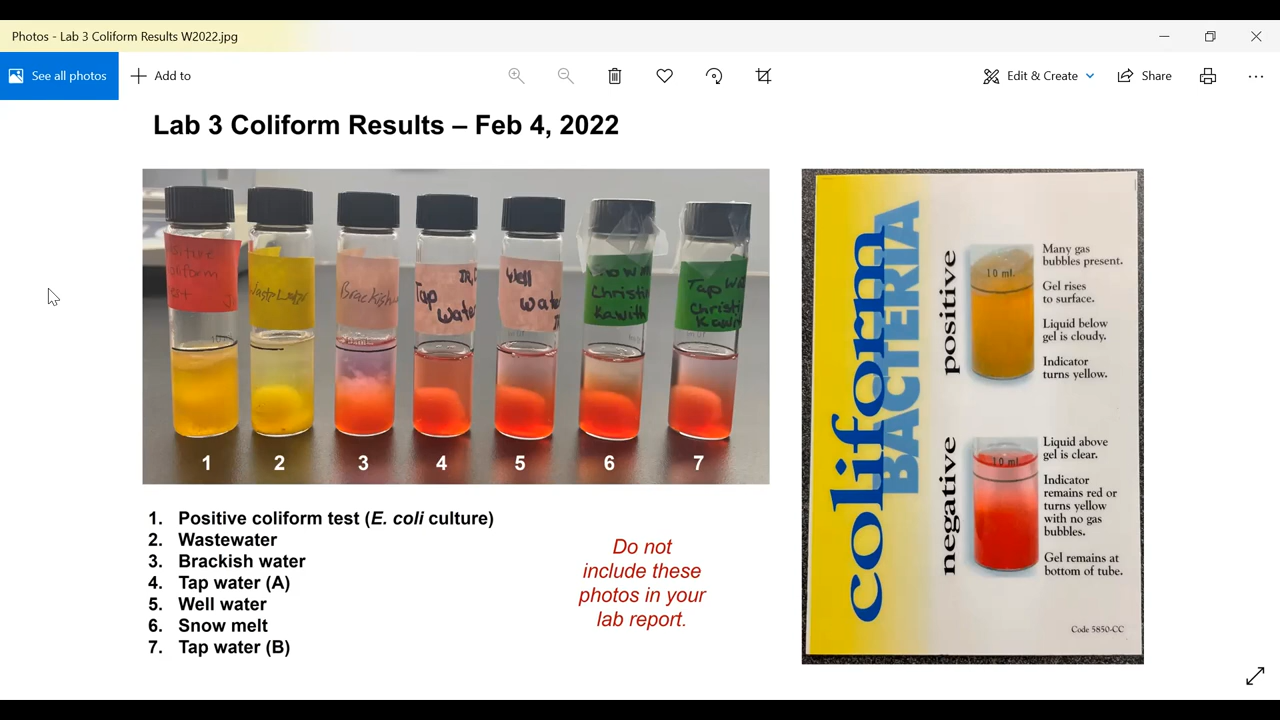 Photos - Lab 3 Coliform Results W2022.jpg
See all photos
Add to
Edit & Create
Share
Lab 3 Coliform Results – Feb 4, 2022
Brackish
Tap
Water
Well
wate
Christi
Kawith
Tap W
Christi
1 2 3 4 5 6 7
1. Positive coliform test (E. coli culture)
2. Wastewater
3. Brackish water
4. Tap water (A)
5. Well water
6. Snow melt
7. Tap water (B)
Do not
include these
photos in your
lab report.
coliform
BACTERIA
positive
10 ml.
Many gas
bubbles present.
Gel rises
to surface.
Liquid below
gel is cloudy.
Indicator
turns yellow.
negative
10 ml
Liquid above
gel is clear.
Indicator
remains red or
turns yellow
with no gas
bubbles.
Gel remains at
bottom of tube.
Code 5850-CC